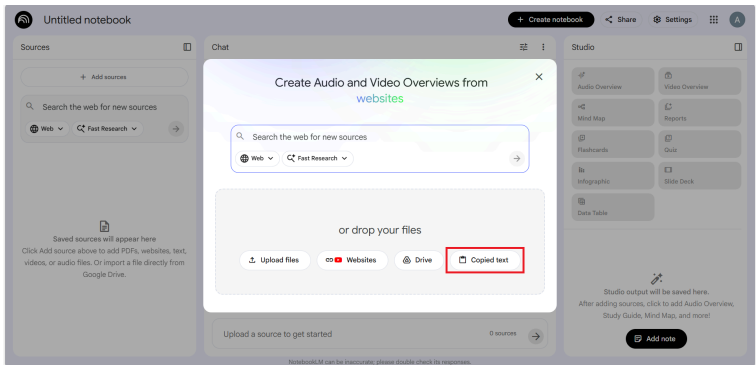 Untitled notebook
+ Create notebook
Share
Settings
A
Sources
+ Add sources
Search the web for new sources
Web
Fast Research
Saved sources will appear here
Click Add source above to add PDFs, websites, text,
videos, or audio files. Or import a file directly from
Google Drive.
Chat
Create Audio and Video Overviews from
websites
Search the web for new sources
Web
Fast Research
or drop your files
Upload files
Websites
Drive
Copied text
Upload a source to get started
0 sources
NotebookLM can be inaccurate; please double check its responses.
Studio
Audio Overview
Video Overview
Mind Map
Reports
Flashcards
Quiz
Infographic
Slide Deck
Data Table
Studio output will be saved here.
After adding sources, click to add Audio Overview,
Study Guide, Mind Map, and more!
Add note